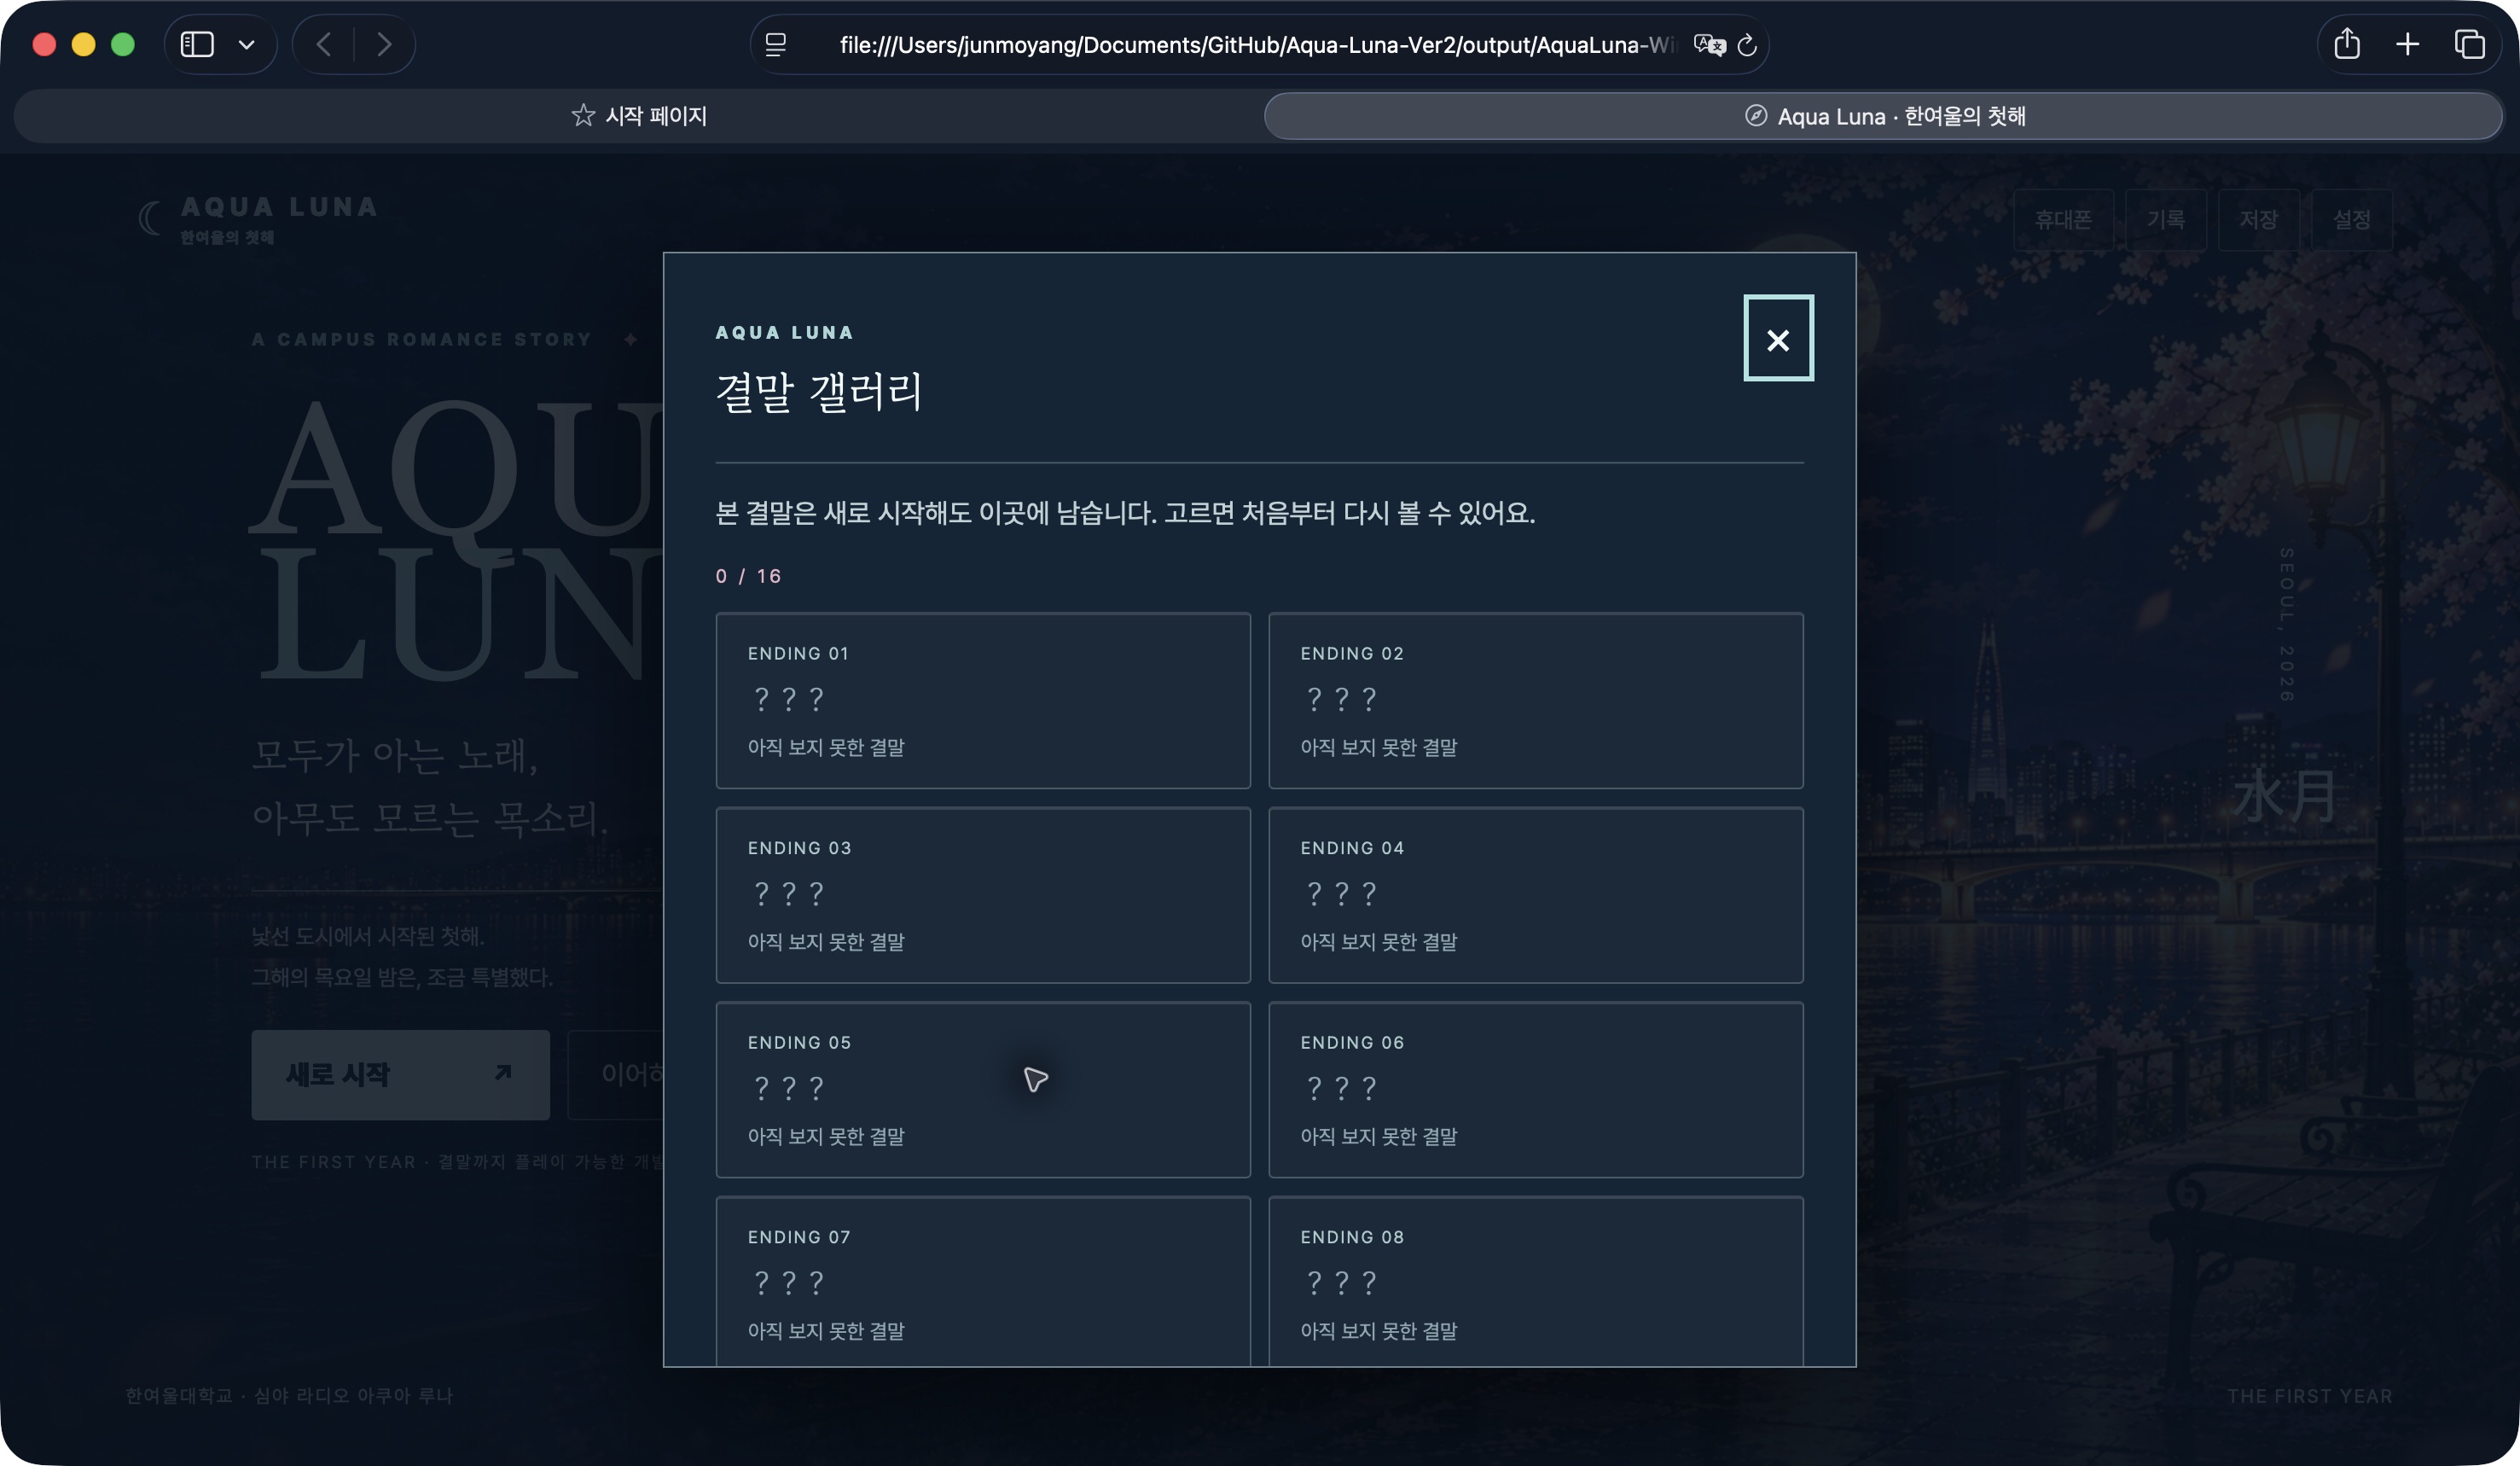 file:///Users/junmoyang/Documents/GitHub/Aqua-Luna-Ver2/output/AquaLuna-Wi
시작 페이지
Aqua Luna · 한여울의 첫해
AQUA LUNA
한여울의 첫해
휴대폰
기록
저장
설정
A CAMPUS ROMANCE STORY
AQU
LUN
모두가 아는 노래,
아무도 모르는 목소리.
낯선 도시에서 시작된 첫해.
그해의 목요일 밤은, 조금 특별했다.
새로 시작
이어하
THE FIRST YEAR · 결말까지 플레이 가능한 개발
AQUA LUNA
결말 갤러리
×
본 결말은 새로 시작해도 이곳에 남습니다. 고르면 처음부터 다시 볼 수 있어요.
0 / 16
ENDING 01
???
아직 보지 못한 결말
ENDING 02
???
아직 보지 못한 결말
ENDING 03
???
아직 보지 못한 결말
ENDING 04
???
아직 보지 못한 결말
ENDING 05
???
아직 보지 못한 결말
ENDING 06
???
아직 보지 못한 결말
ENDING 07
???
아직 보지 못한 결말
ENDING 08
???
아직 보지 못한 결말
SEOUL, 2026
水月
한여울대학교 · 심야 라디오 아쿠아 루나
THE FIRST YEAR